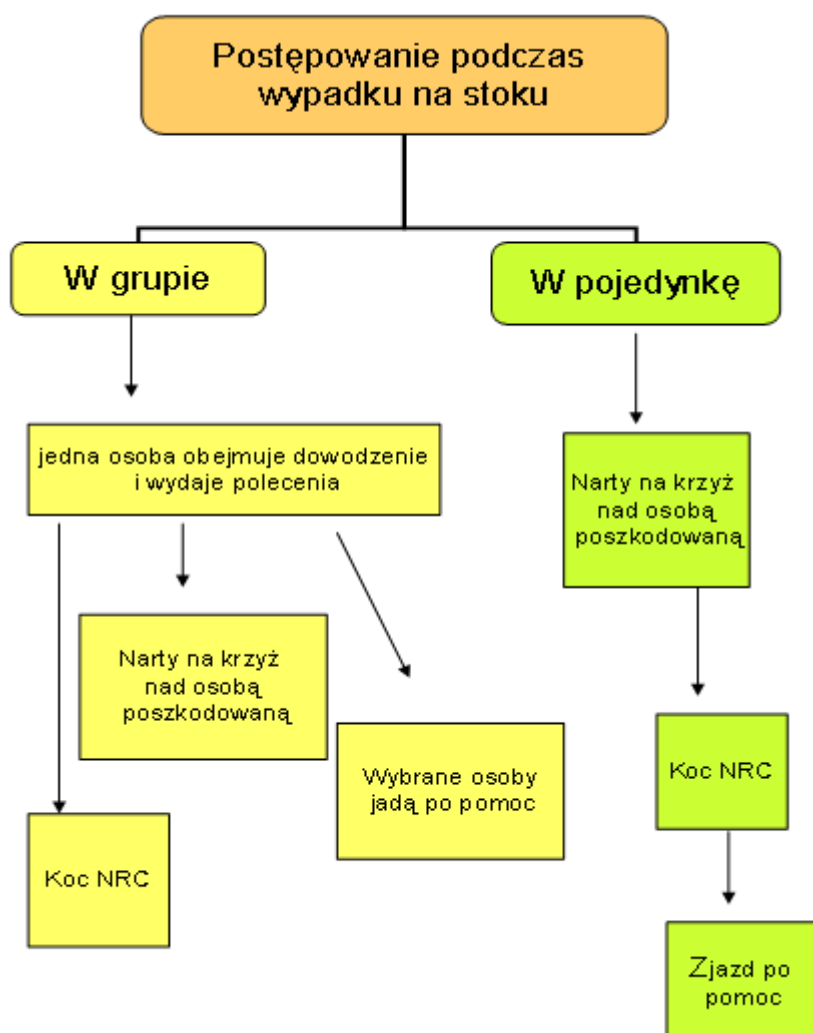 Postępowanie podczas
wypadku na stoku
W grupie
W pojedynkę
jedna osoba obejmuje dowodzenie
i wydaje polecenia
Narty na krzyż
nad osobą
poszkodowaną
Narty na krzyż
nad osobą
poszkodowaną
Wybrane osoby
jadą po pomoc
Koc NRC
Koc NRC
Zjazd po
pomoc